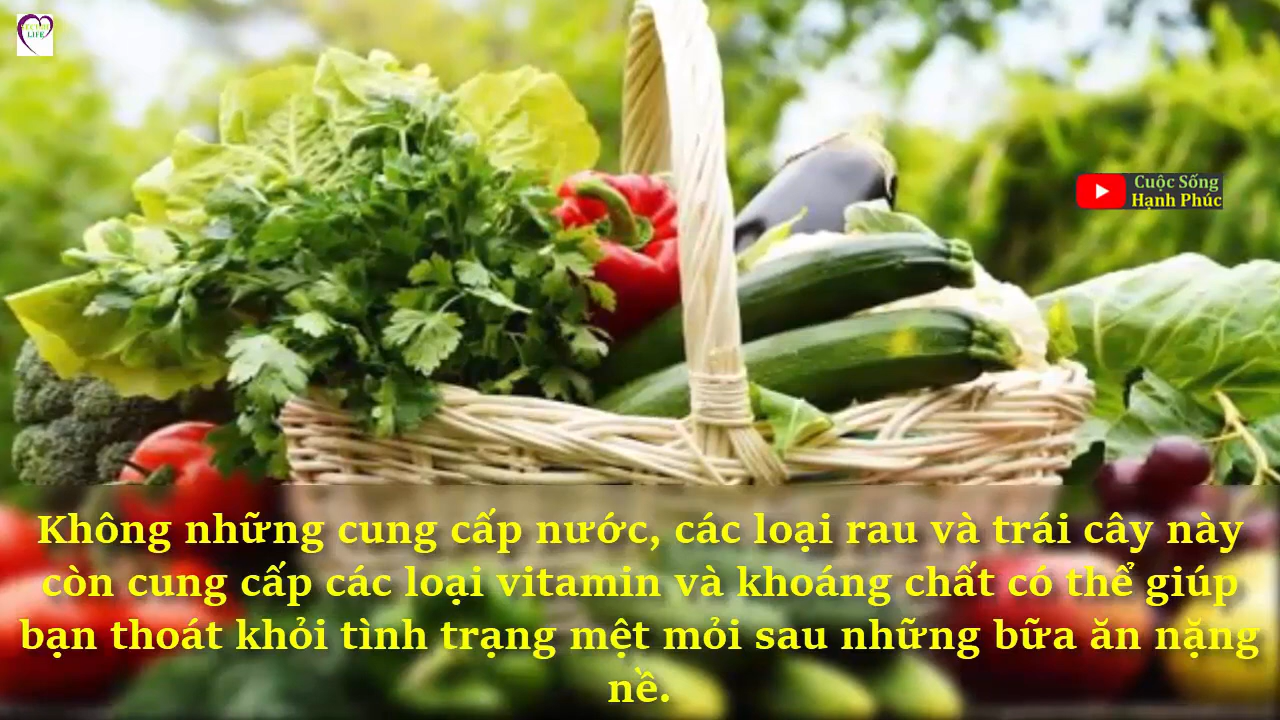 LIFE
Cuộc Sống
Hạnh Phúc
Không những cung cấp nước, các loại rau và trái cây này
còn cung cấp các loại vitamin và khoáng chất có thể giúp
bạn thoát khỏi tình trạng mệt mỏi sau những bữa ăn nặng
nề.